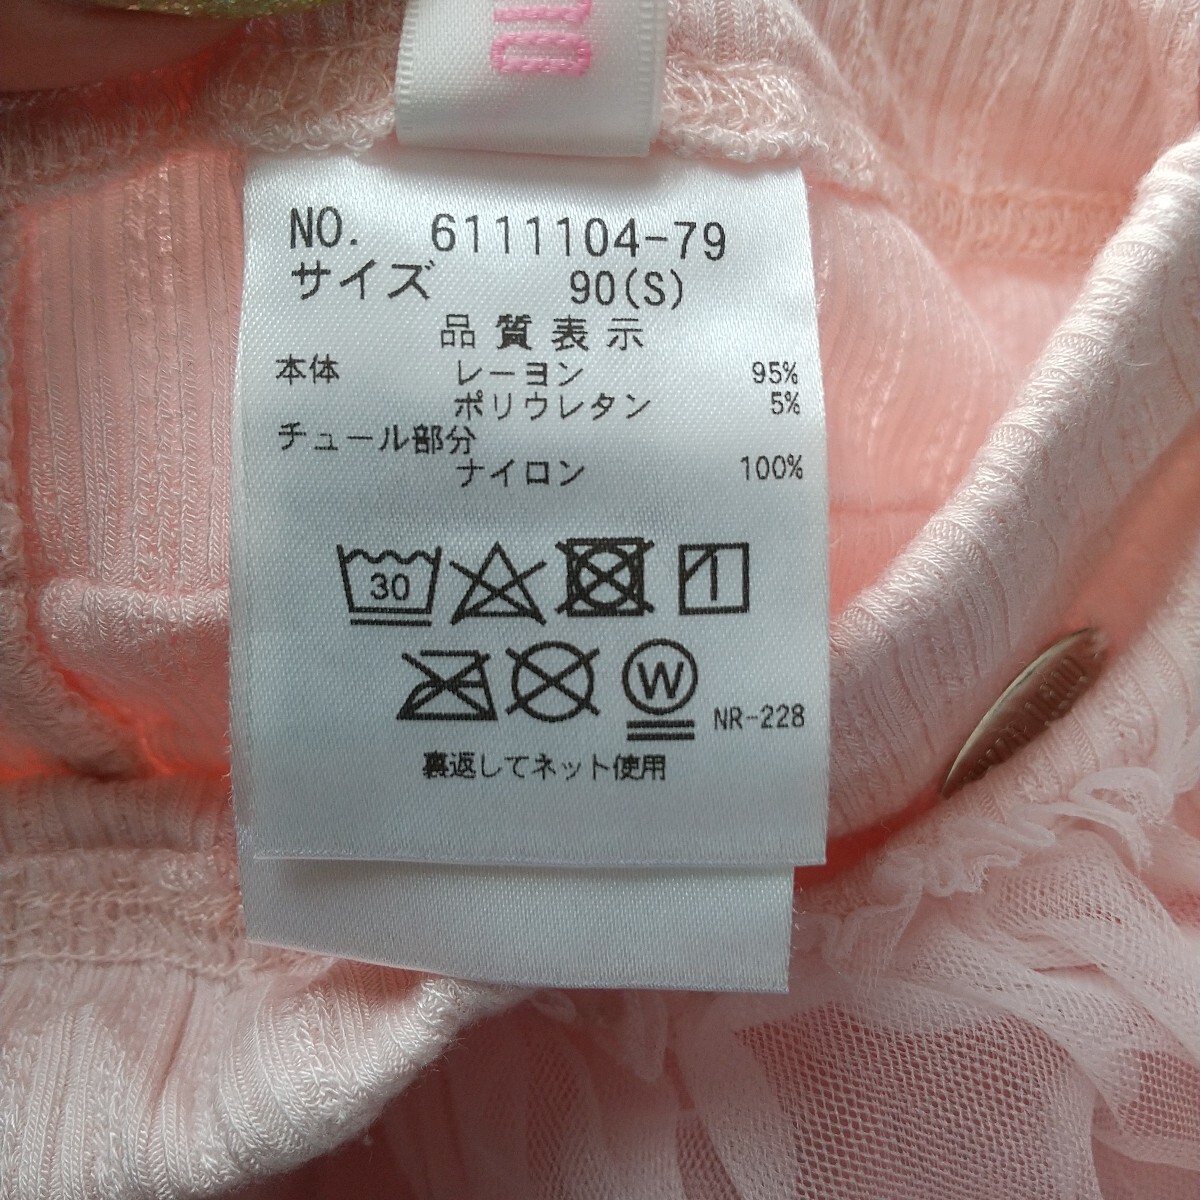 NO. 6111104-79
サイズ 90(S)
品質表示
本体 レーヨン 95%
ポリウレタン 5%
チュール部分
ナイロン 100%
30
W
NR-228
裏返してネット使用